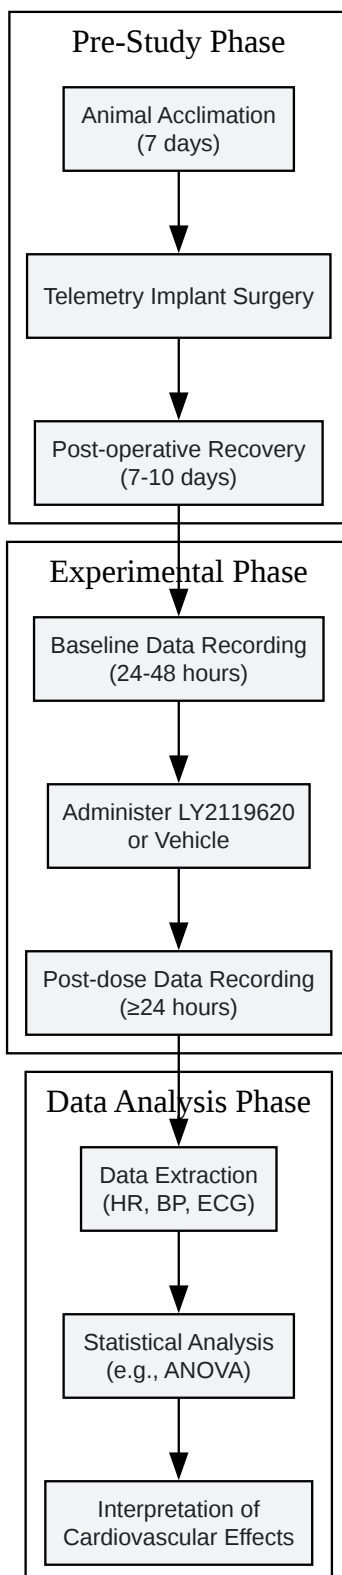 Pre-Study Phase
Animal Acclimation
(7 days)
Telemetry Implant Surgery
Post-operative Recovery
(7-10 days)
Experimental Phase
Baseline Data Recording
(24-48 hours)
Administer LY2119620
or Vehicle
Post-dose Data Recording
(≥24 hours)
Data Analysis Phase
Data Extraction
(HR, BP, ECG)
Statistical Analysis
(e.g., ANOVA)
Interpretation of
Cardiovascular Effects